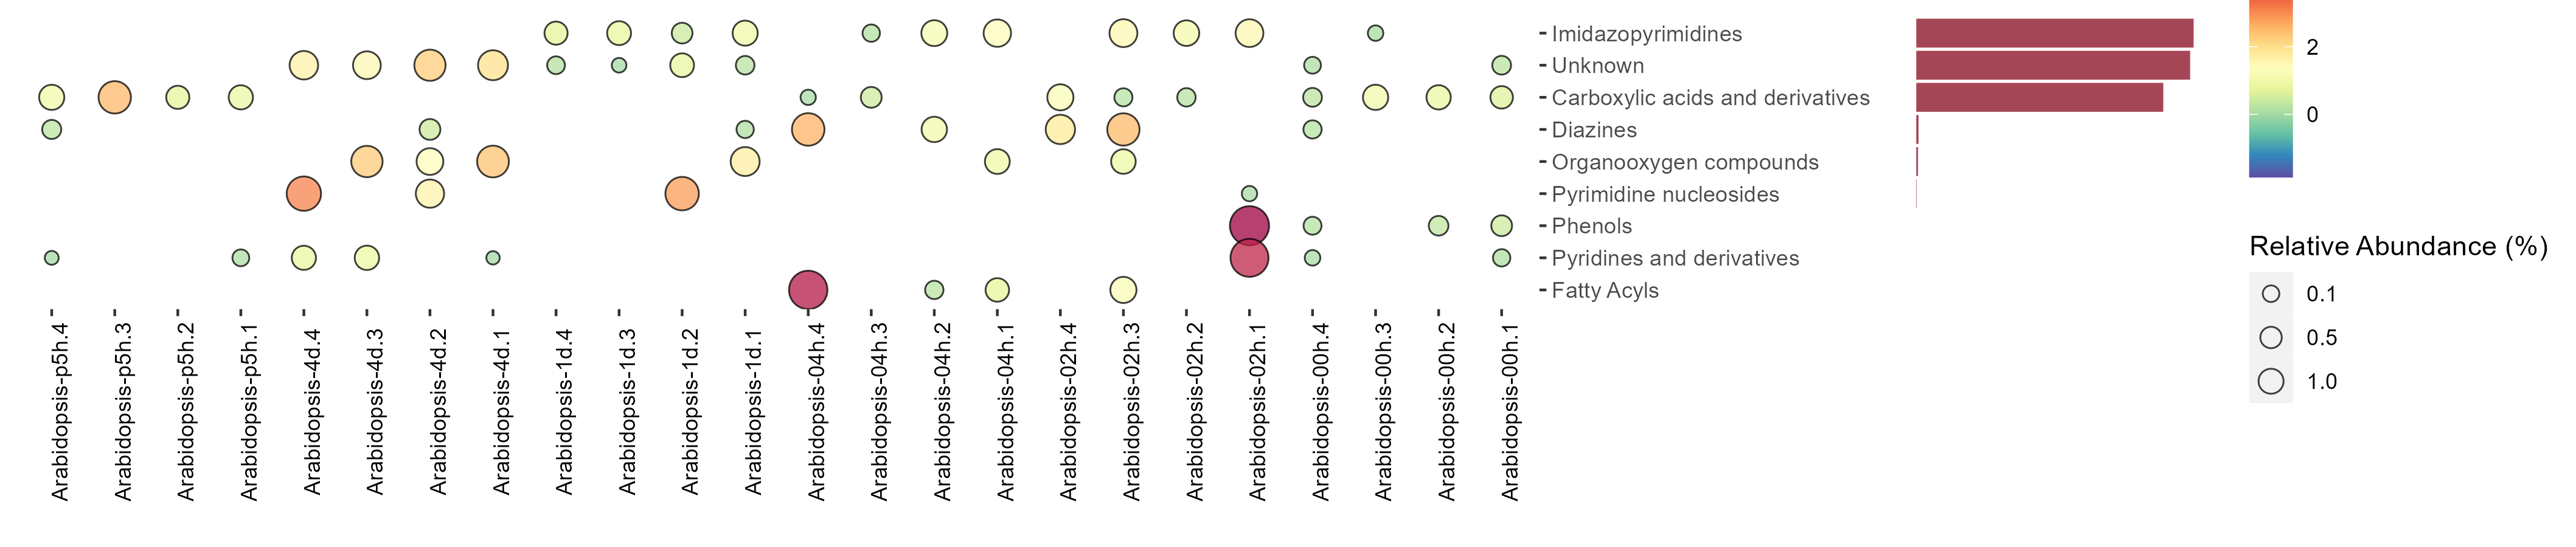 Imidazopyrimidines
Unknown
Carboxylic acids and derivatives
Diazines
Organooxygen compounds
Pyrimidine nucleosides
Phenols
Pyridines and derivatives
Fatty Acyls
2
0
Relative Abundance (%)
0.1
0.5
1.0
Arabidopsis-p5h.4
Arabidopsis-p5h.3
Arabidopsis-p5h.2
Arabidopsis-p5h.1
Arabidopsis-4d.4
Arabidopsis-4d.3
Arabidopsis-4d.2
Arabidopsis-4d.1
Arabidopsis-1d.4
Arabidopsis-1d.3
Arabidopsis-1d.2
Arabidopsis-1d.1
Arabidopsis-04h.4
Arabidopsis-04h.3
Arabidopsis-04h.2
Arabidopsis-04h.1
Arabidopsis-02h.4
Arabidopsis-02h.3
Arabidopsis-02h.2
Arabidopsis-02h.1
Arabidopsis-00h.4
Arabidopsis-00h.3
Arabidopsis-00h.2
Arabidopsis-00h.1